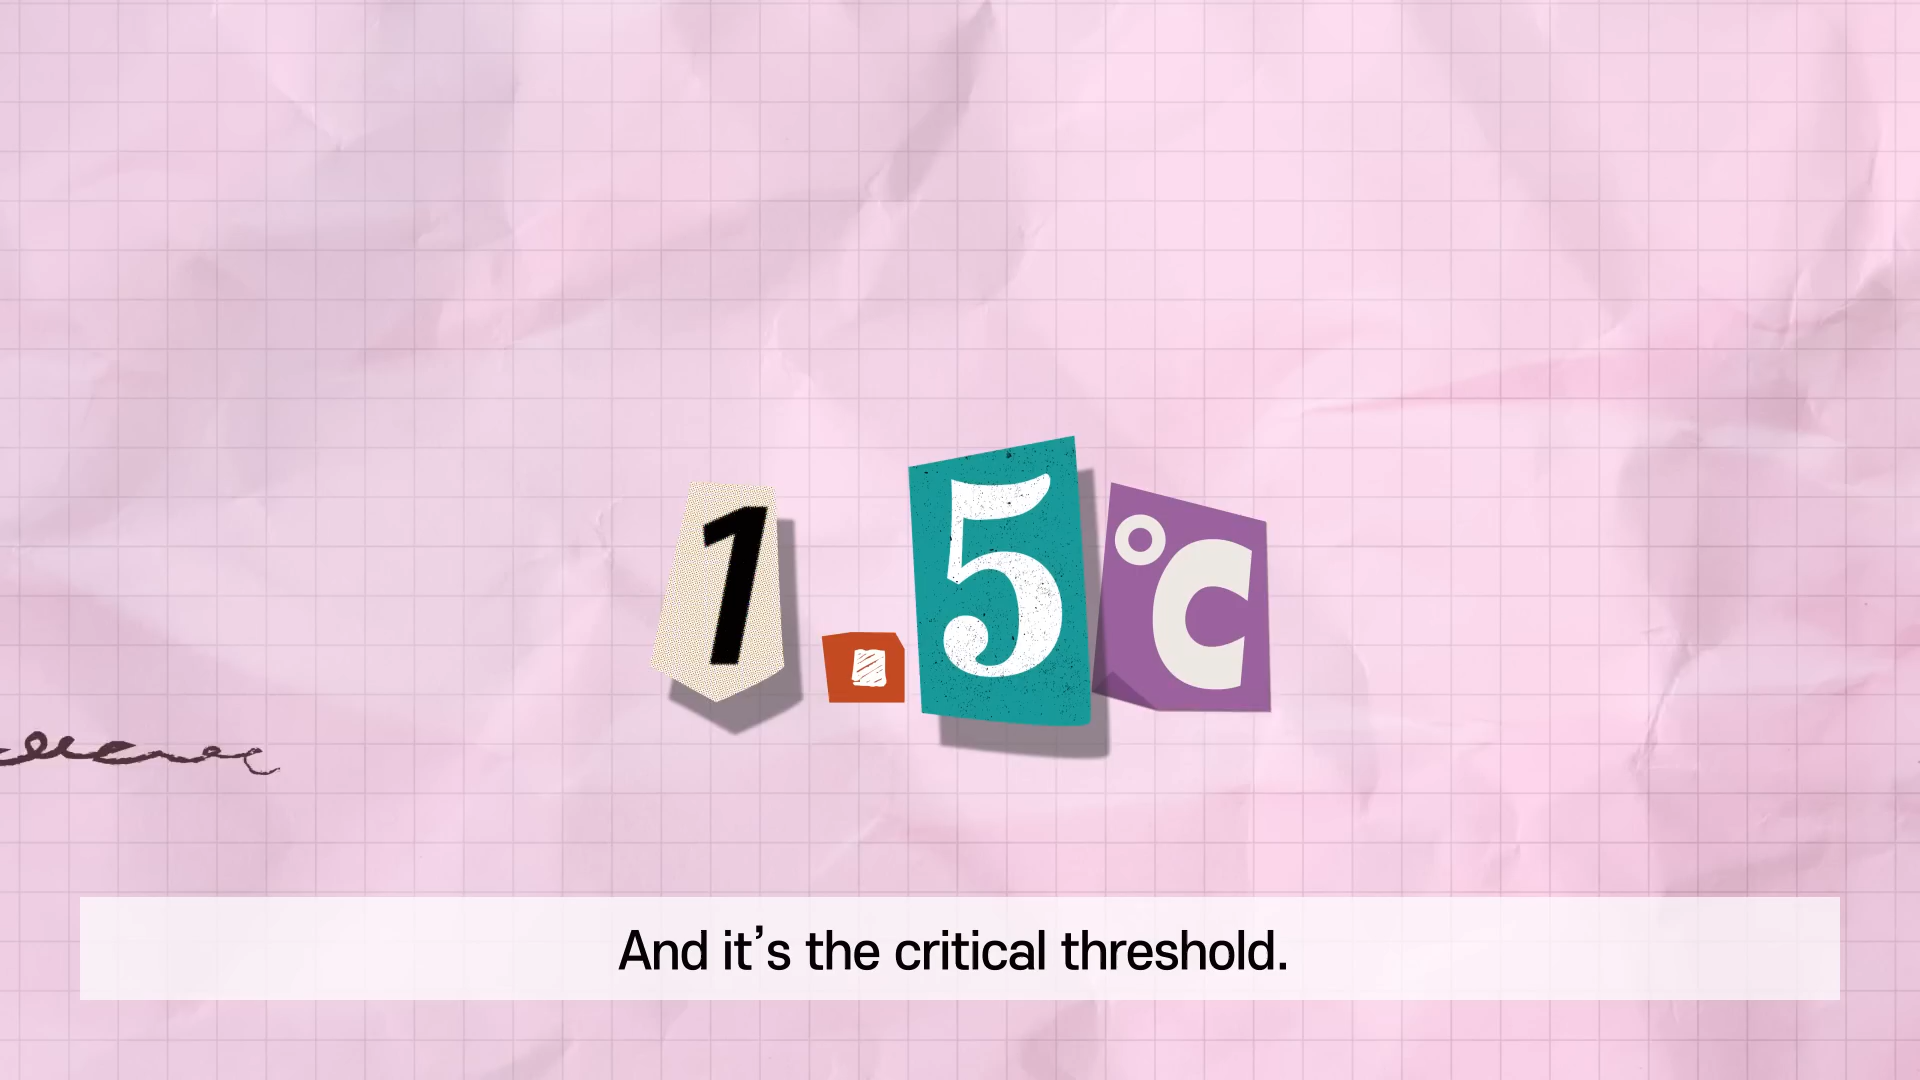 1.5°C
And it’s the critical threshold.